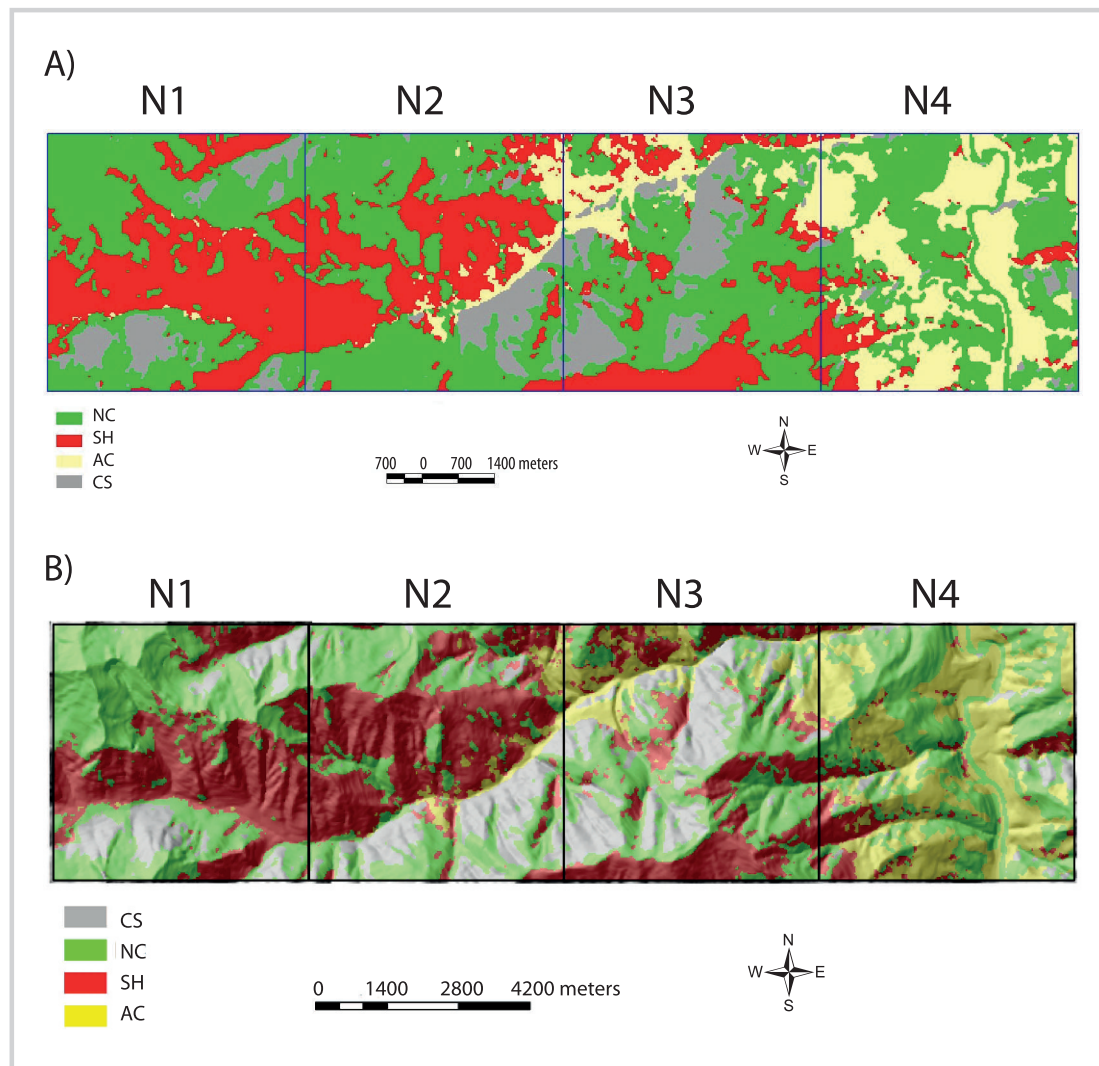 A)
N1 N2 N3 N4
NC
SH
AC
CS
700 0 700 1400 meters
N
W E
S
B)
N1 N2 N3 N4
CS
NC
SH
AC
0 1400 2800 4200 meters
N
W E
S